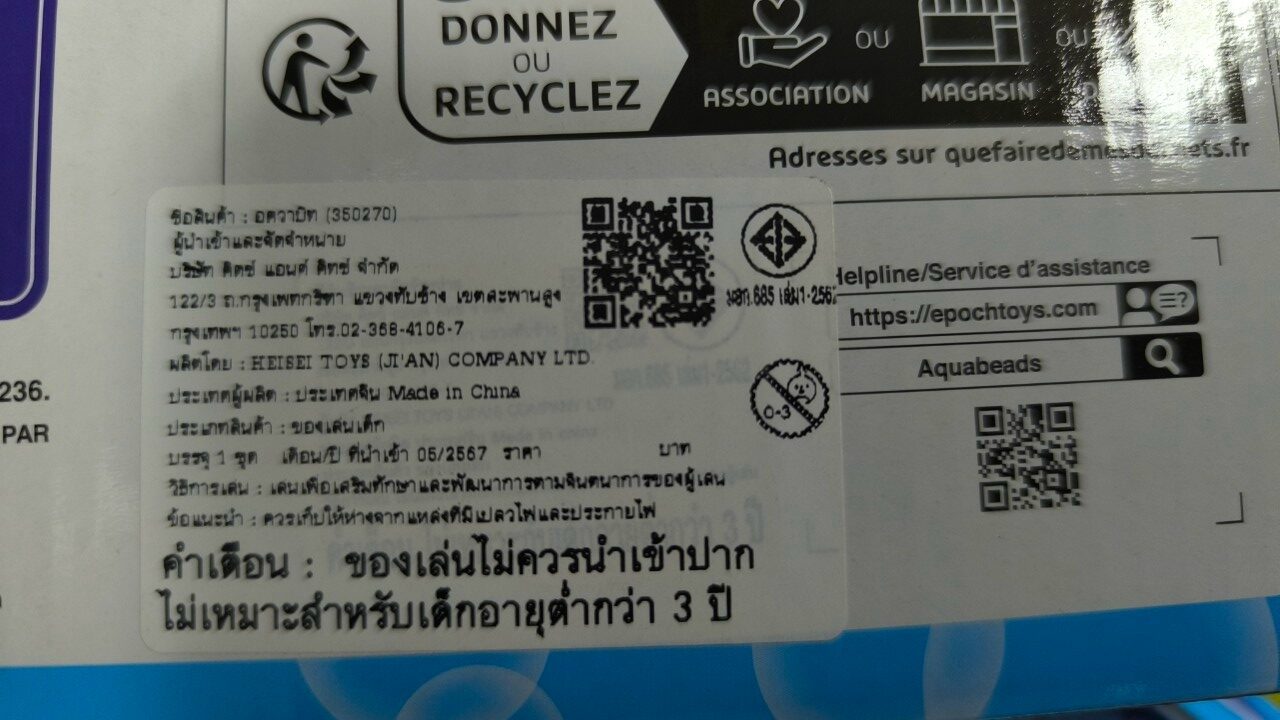 DONNEZ
OU
RECYCLEZ
ASSOCIATION
OU
MAGASIN
OU
Adresses sur quefairedemesdechets.fr
ชื่อสินค้า : อควาบีท (350270)
ผู้นำเข้าและจัดจำหน่าย
บริษัท คิดซ์ แอนด์ คิทซ์ จำกัด
122/3 ถ.กรุงเทพกรีฑา แขวงทับช้าง เขตสะพานสูง
กรุงเทพฯ 10250 โทร.02-368-4106-7
ผลิตโดย : HEISEI TOYS (JI'AN) COMPANY LTD.
ประเทศผู้ผลิต : ประเทศจีน Made in China
ประเภทสินค้า : ของเล่นเด็ก
บรรจุ 1 ชุด เดือน/ปี ที่นำเข้า 05/2567 ราคา บาท
วิธีการเล่น : เล่นเพื่อเสริมทักษาและพัฒนาการตามจินตนาการของผู้เล่น
ข้อแนะนำ : ควรเก็บให้ห่างจากแหล่งที่มีเปลวไฟและประกายไฟ
คำเตือน : ของเล่นไม่ควรนำเข้าปาก
ไม่เหมาะสำหรับเด็กอายุต่ำกว่า 3 ปี
มอก.685 เล่ม1-256
0-3
Helpline/Service d'assistance
https://epochtoys.com
Aquabeads
236.
PAR